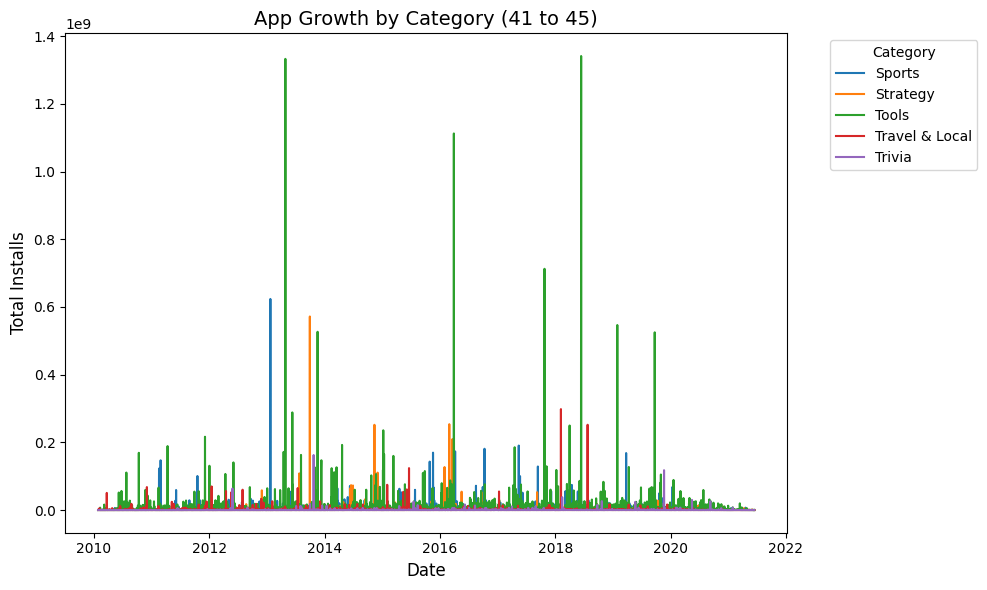 App Growth by Category (41 to 45)
1e9
1.4
1.2
1.0
0.8
0.6
0.4
0.2
0.0
Total Installs
2010
2012
2014
2016
2018
2020
2022
Date
Category
Sports
Strategy
Tools
Travel & Local
Trivia